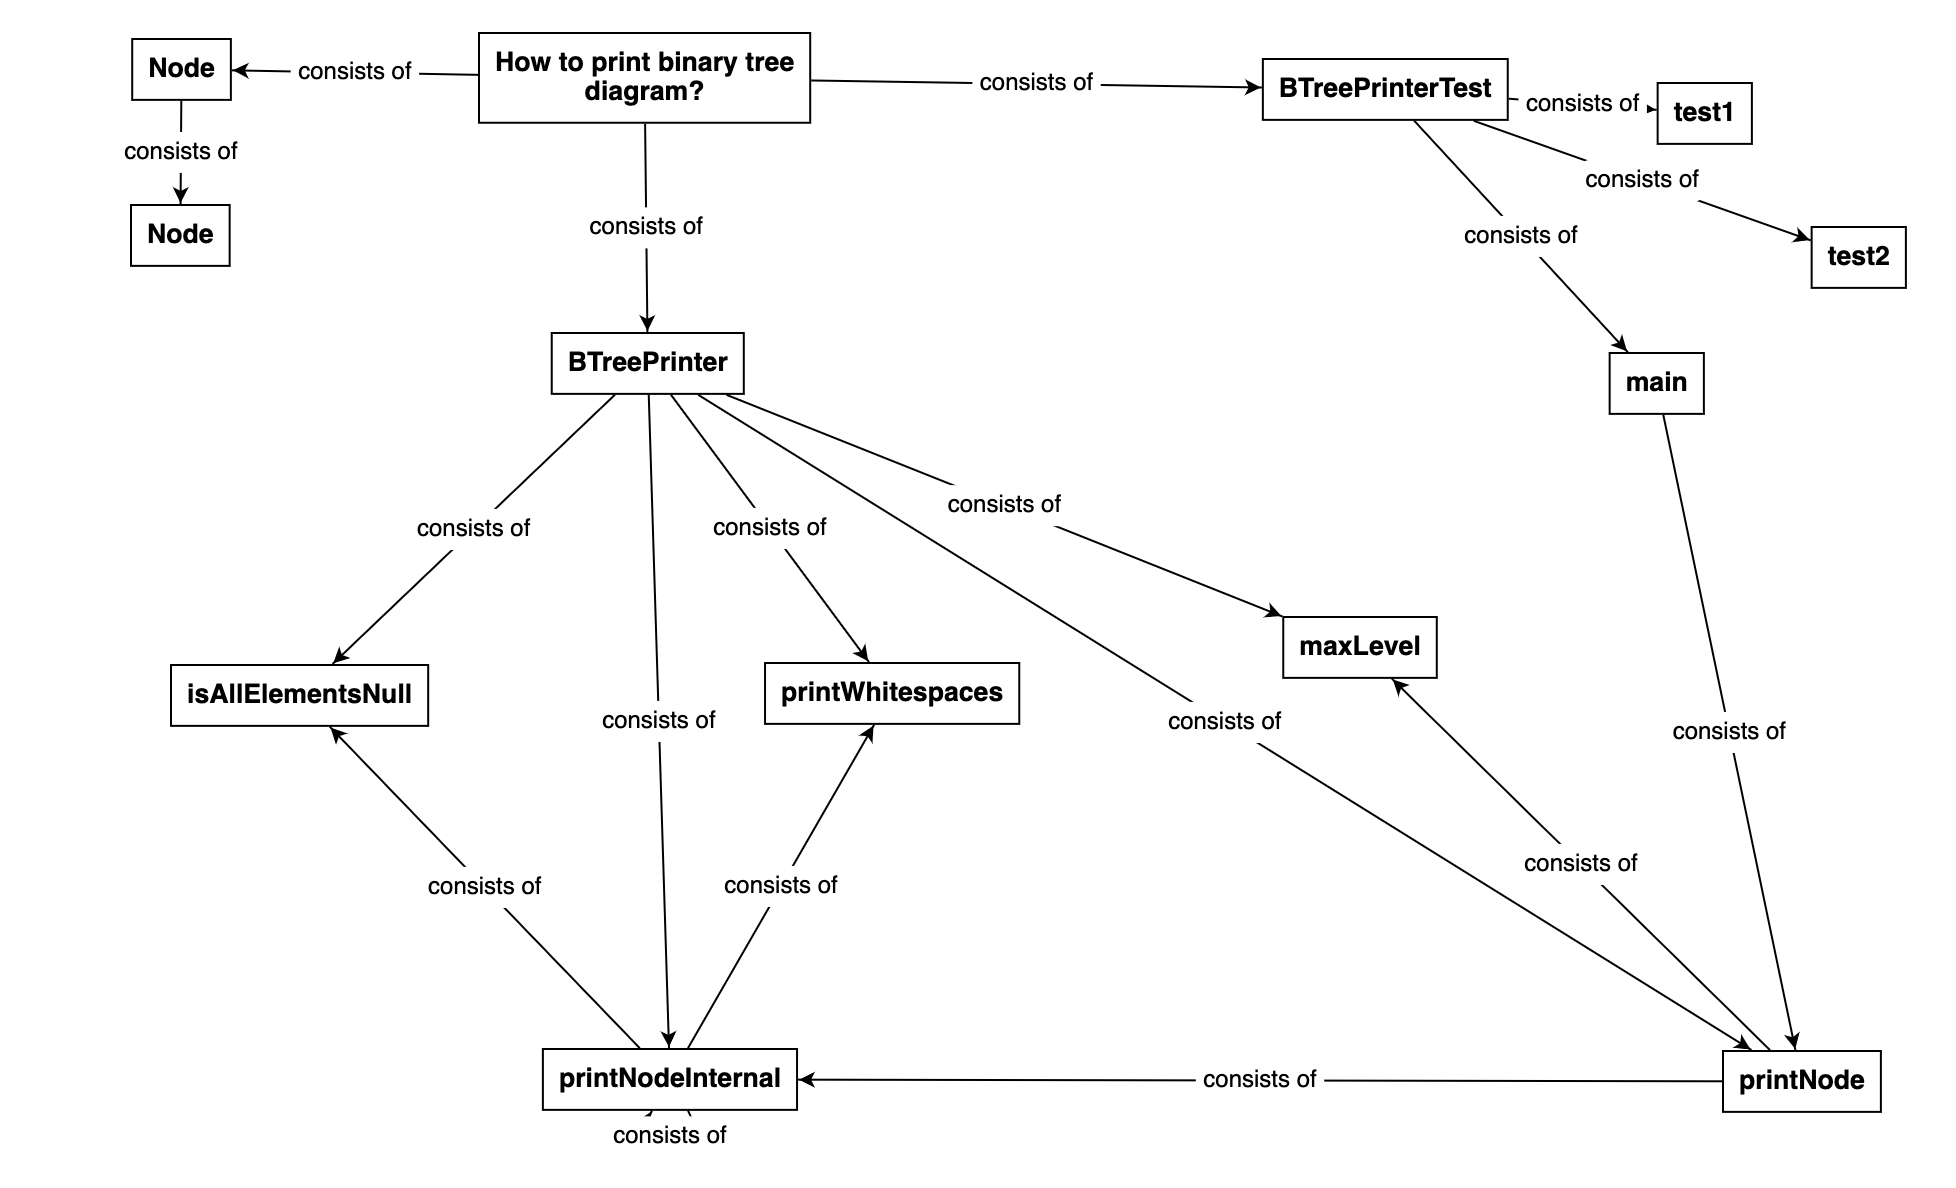 Node
consists of
How to print binary tree
diagram?
consists of
BTreePrinterTest
consists of
test1
consists of
consists of
test2
consists of
Node
consists of
BTreePrinter
main
consists of
consists of
consists of
isAllElementsNull
consists of
printWhitespaces
maxLevel
consists of
consists of
consists of
consists of
consists of
printNodeInternal
consists of
printNode
consists of